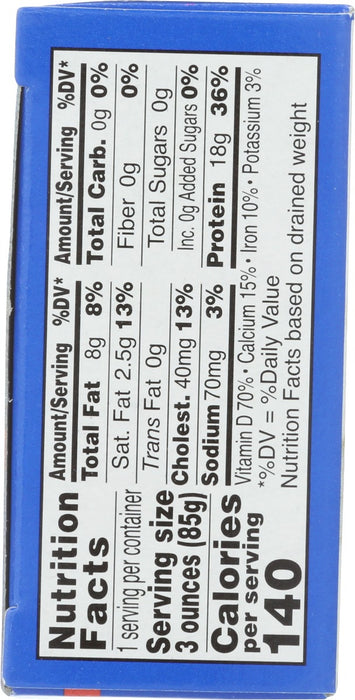 Nutrition
Facts
1 serving per container
Serving size
3 ounces (85g)
Calories
per serving
140
Amount/Serving %DV*
Total Fat 8g 8%
Sat. Fat 2.5g 13%
Trans Fat 0g
Cholest. 40mg 13%
Sodium 70mg 3%
Amount/Serving %DV*
Total Carb. 0g 0%
Fiber 0g 0%
Total Sugars 0g
Inc. 0g Added Sugars 0%
Protein 18g 36%
Vitamin D 70% • Calcium 15% • Iron 10% • Potassium 3%
*%DV = %Daily Value
Nutrition Facts based on drained weight